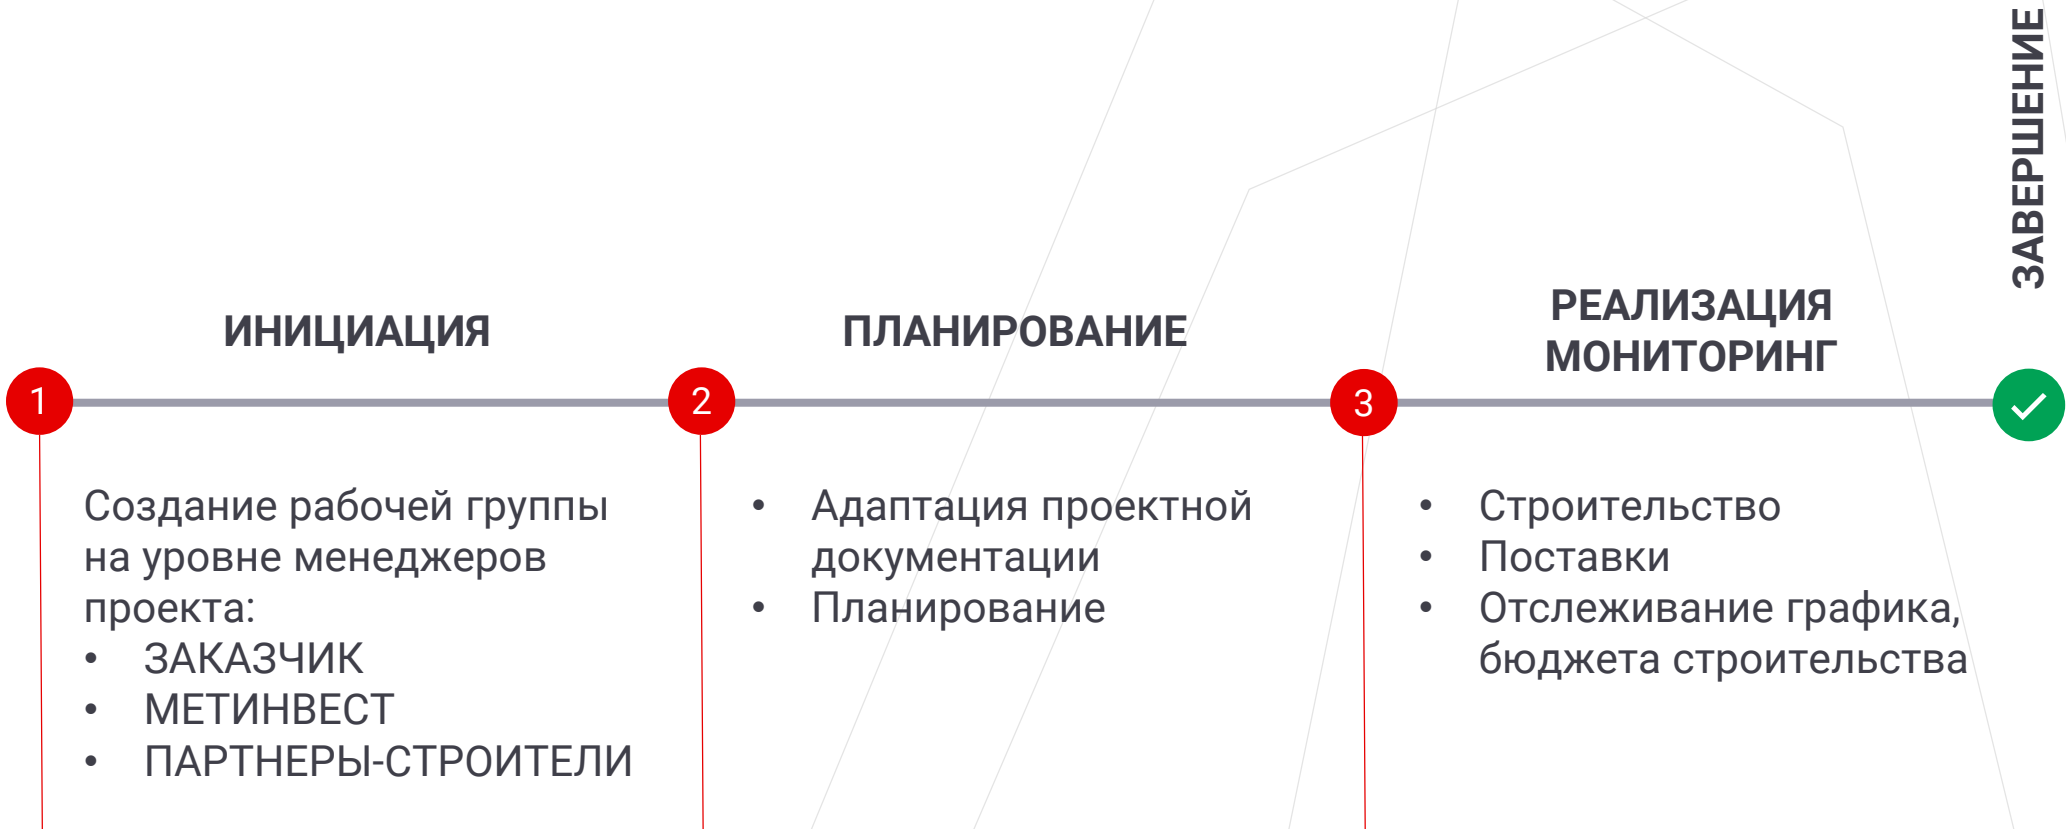 ИНИЦИАЦИЯ
1
Создание рабочей группы
на уровне менеджеров
проекта:
• ЗАКАЗЧИК
• МЕТИНВЕСТ
• ПАРТНЕРЫ-СТРОИТЕЛИ
ПЛАНИРОВАНИЕ
2
• Адаптация проектной
документации
• Планирование
РЕАЛИЗАЦИЯ
МОНИТОРИНГ
3
• Строительство
• Поставки
• Отслеживание графика,
бюджета строительства
ЗАВЕРШЕНИЕ